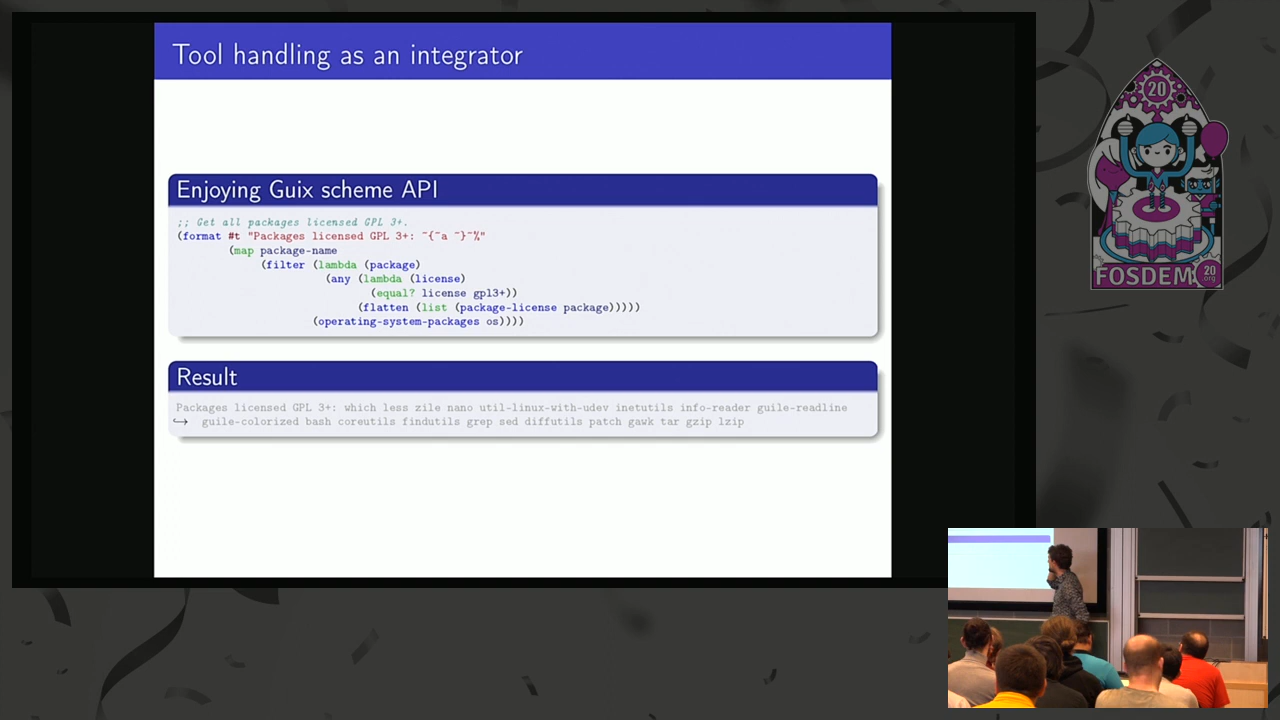 Tool handling as an integrator
Enjoying Guix scheme API
;; Get all packages licensed GPL 3+.
(format #t "Packages licensed GPL 3+: ~{~a ~}~%"
(map package-name
(filter (lambda (package)
(any (lambda (license)
(equal? license gpl3+))
(flatten (list (package-license package)))))
(operating-system-packages os))))
Result
Packages licensed GPL 3+: which less zile nano util-linux-with-udev inetutils info-reader guile-readline
↪ guile-colorized bash coreutils findutils grep sed diffutils patch gawk tar gzip lzip
20
FOSDEM
20
.org